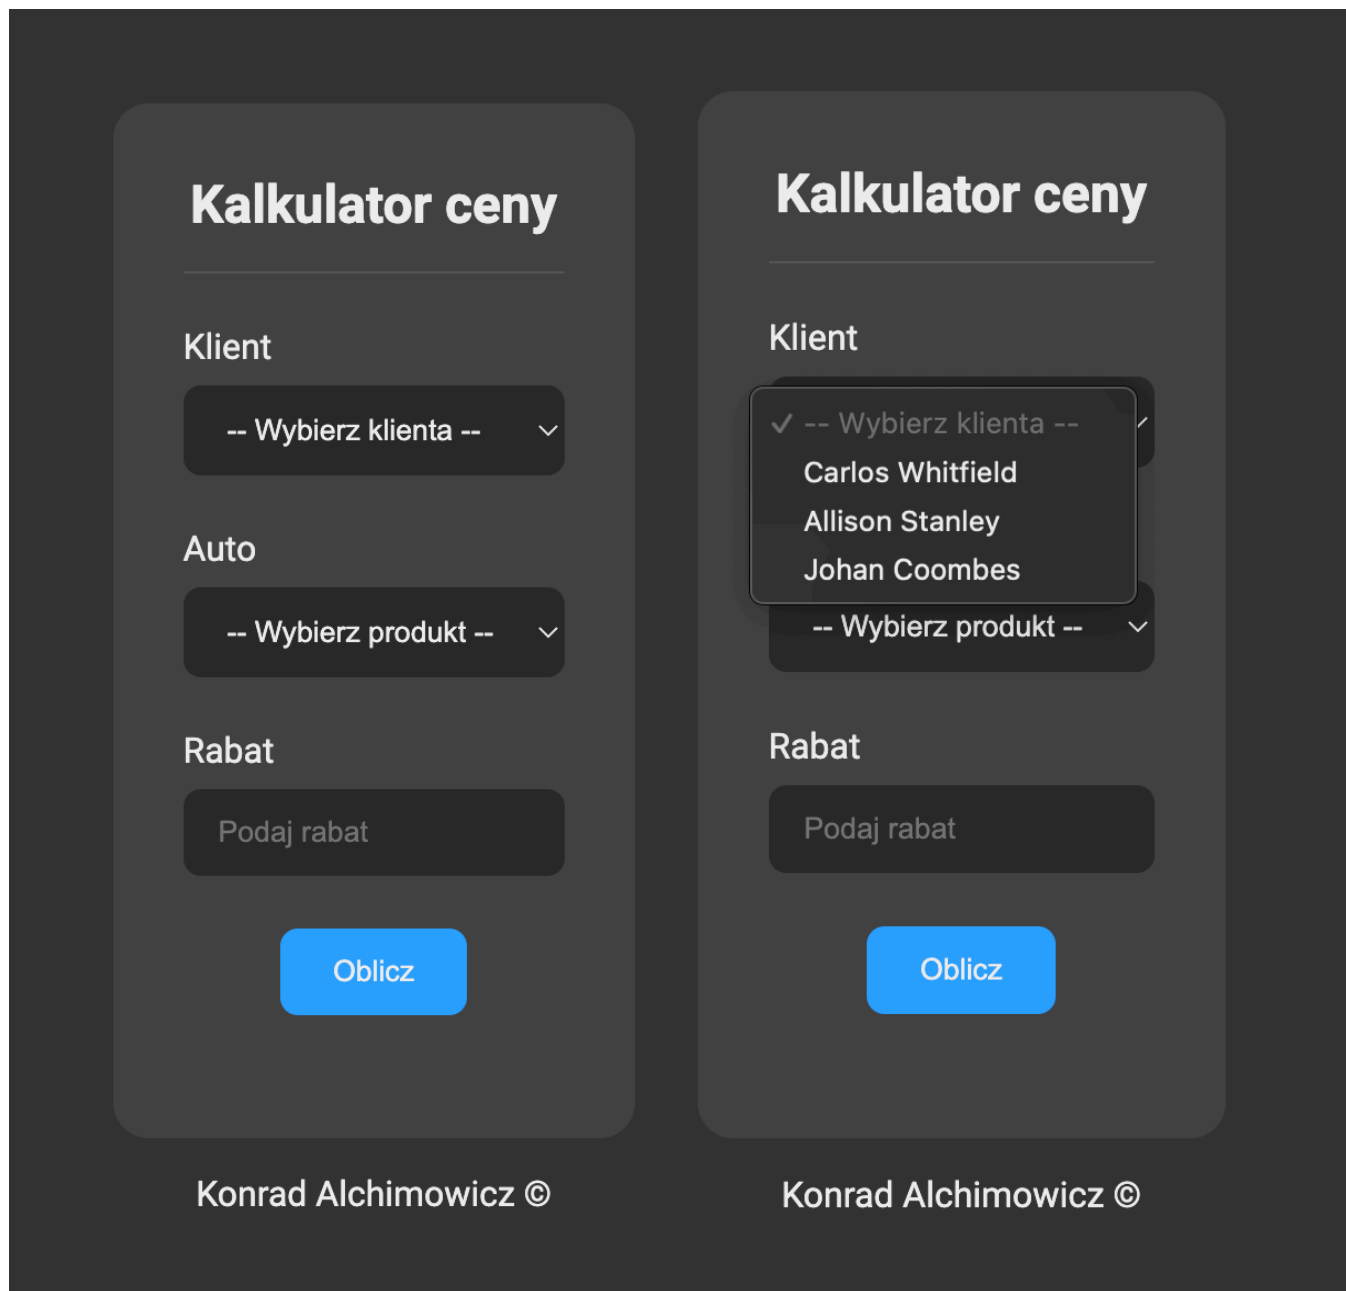 Kalkulator ceny
Klient
-- Wybierz klienta --
Auto
-- Wybierz produkt --
Rabat
Podaj rabat
Oblicz
Konrad Alchimowicz ©
Kalkulator ceny
Klient
-- Wybierz klienta --
Carlos Whitfield
Allison Stanley
Johan Coombes
-- Wybierz produkt --
Rabat
Podaj rabat
Oblicz
Konrad Alchimowicz ©